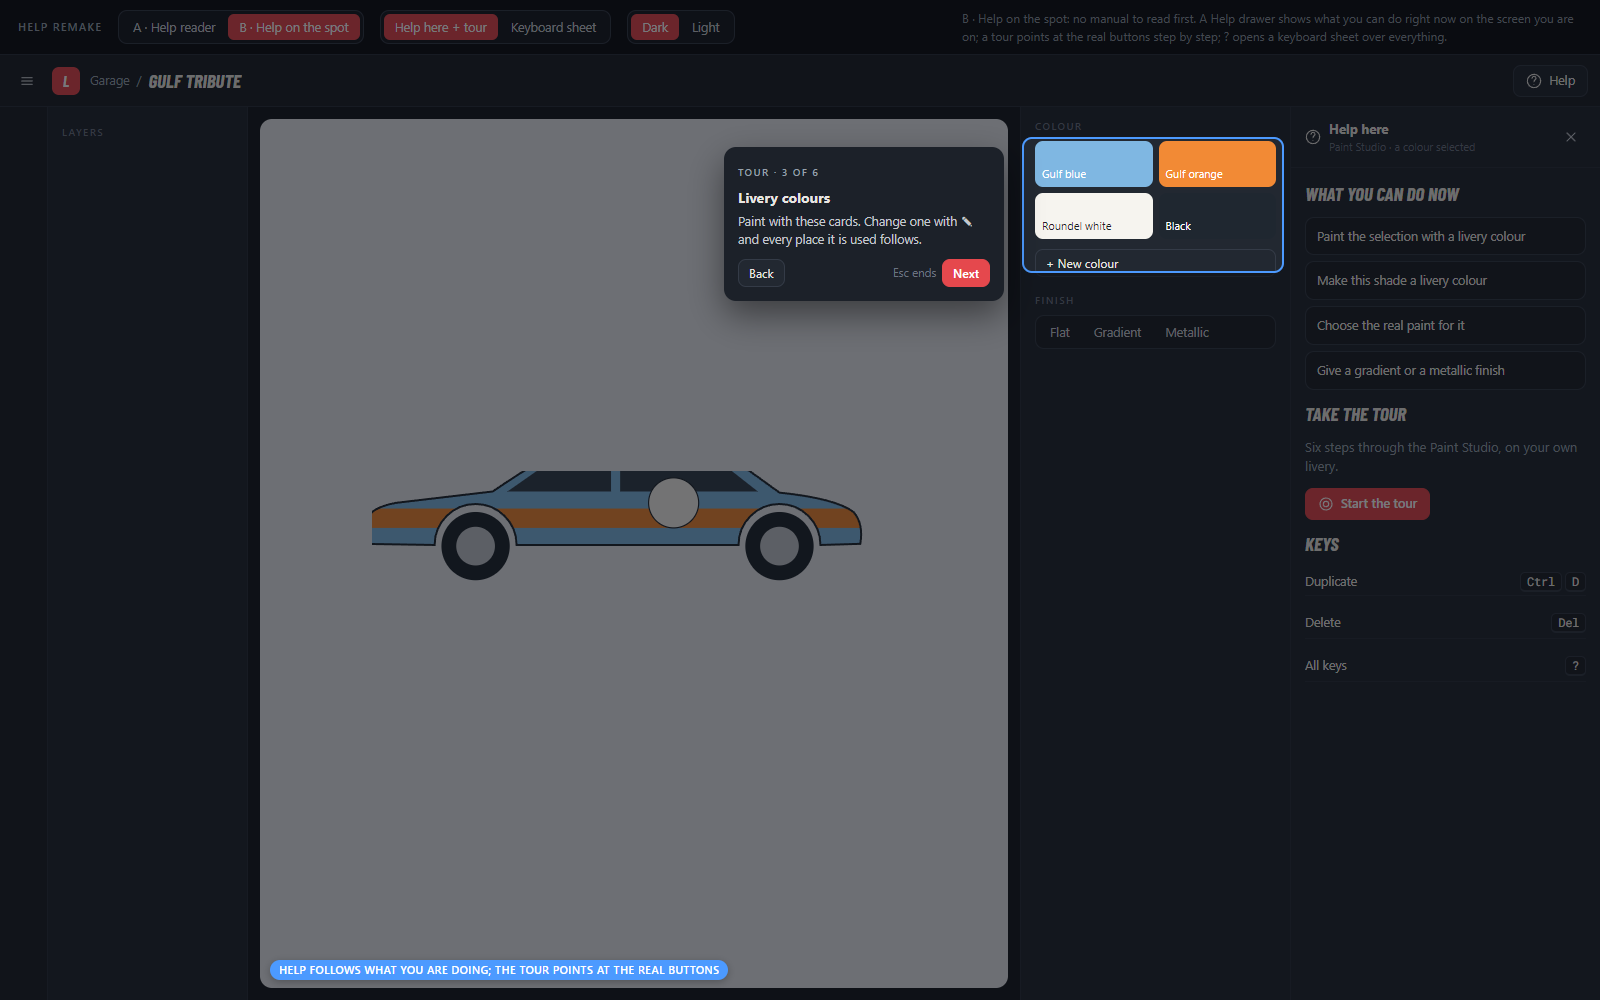 HELP REMAKE
A · Help reader
B · Help on the spot
Help here + tour
Keyboard sheet
Dark
Light
B · Help on the spot: no manual to read first. A Help drawer shows what you can do right now on the screen you are
on; a tour points at the real buttons step by step; ? opens a keyboard sheet over everything.
L
Garage / GULF TRIBUTE
Help
LAYERS
TOUR · 3 OF 6
Livery colours
Paint with these cards. Change one with ✎
and every place it is used follows.
Back
Esc ends
Next
HELP FOLLOWS WHAT YOU ARE DOING; THE TOUR POINTS AT THE REAL BUTTONS
COLOUR
Gulf blue
Gulf orange
Roundel white
Black
+ New colour
FINISH
Flat
Gradient
Metallic
Help here
Paint Studio · a colour selected
WHAT YOU CAN DO NOW
Paint the selection with a livery colour
Make this shade a livery colour
Choose the real paint for it
Give a gradient or a metallic finish
TAKE THE TOUR
Six steps through the Paint Studio, on your own
livery.
Start the tour
KEYS
Duplicate Ctrl D
Delete Del
All keys ?